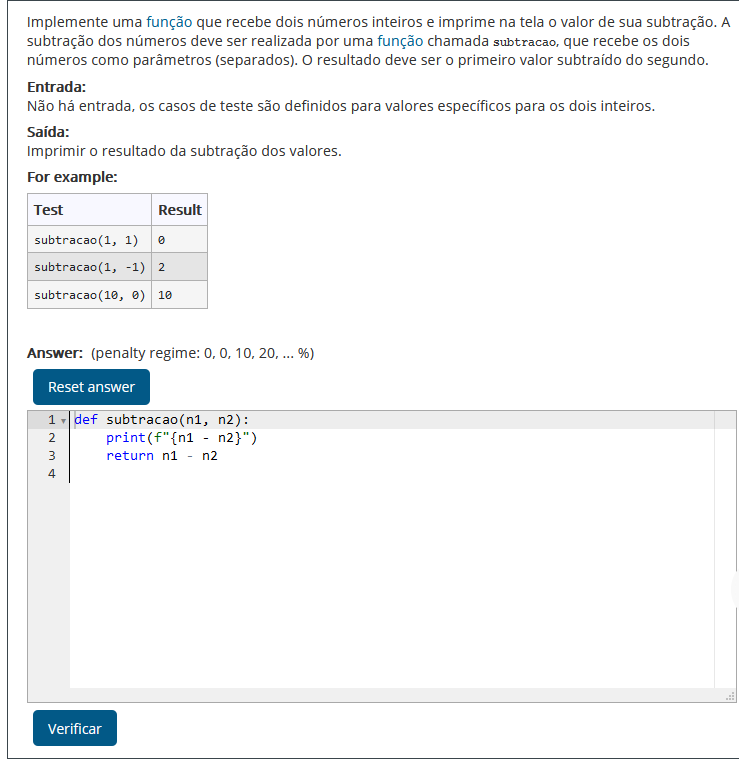 Implemente uma função que recebe dois números inteiros e imprime na tela o valor de sua subtração. A
subtração dos números deve ser realizada por uma função chamada subtracao, que recebe os dois
números como parâmetros (separados). O resultado deve ser o primeiro valor subtraído do segundo.
Entrada:
Não há entrada, os casos de teste são definidos para valores específicos para os dois inteiros.
Saída:
Imprimir o resultado da subtração dos valores.
For example:
Test Result
subtracao(1, 1) 0
subtracao(1, -1) 2
subtracao(10, 0) 10
Answer: (penalty regime: 0, 0, 10, 20, ... %)
Reset answer
1 def subtracao(n1, n2):
2     print(f"{n1 - n2}")
3     return n1 - n2
4
Verificar